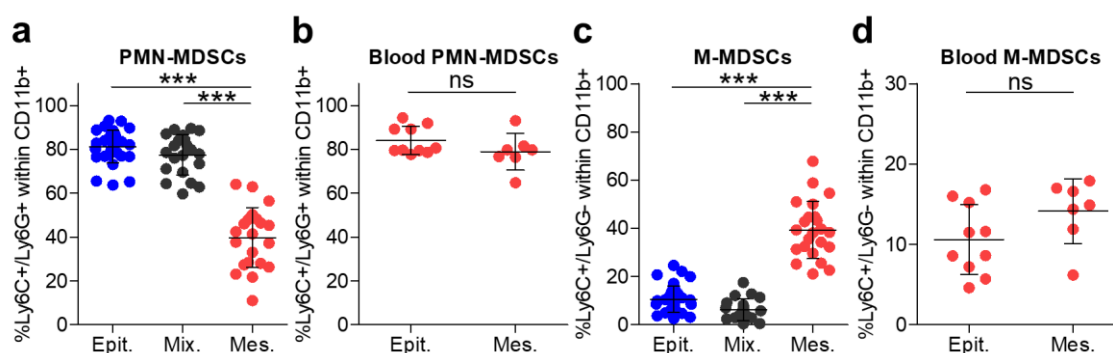 a
PMN-MDSCs
***
***
%Ly6C+/Ly6G+ within CD11b+
100
80
60
40
20
0
Epit. Mix. Mes.
b
Blood PMN-MDSCs
ns
%Ly6C+/Ly6G+ within CD11b+
100
80
60
40
20
0
Epit. Mes.
c
M-MDSCs
***
***
%Ly6C+/Ly6G- within CD11b+
100
80
60
40
20
0
Epit. Mix. Mes.
d
Blood M-MDSCs
ns
%Ly6C+/Ly6G- within CD11b+
30
20
10
0
Epit. Mes.